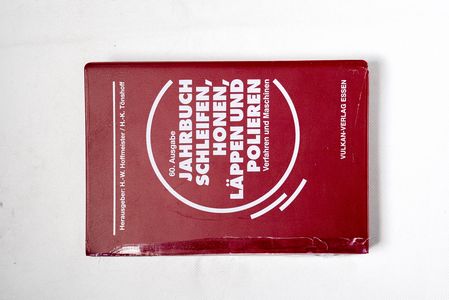 Herausgeber: H.-W. Hoffmeister / H.-K. Tönshoff
60. Ausgabe
JAHRBUCH
SCHLEIFEN,
HONEN,
LÄPPEN UND
POLIEREN
Verfahren und Maschinen
VULKAN-VERLAG ESSEN